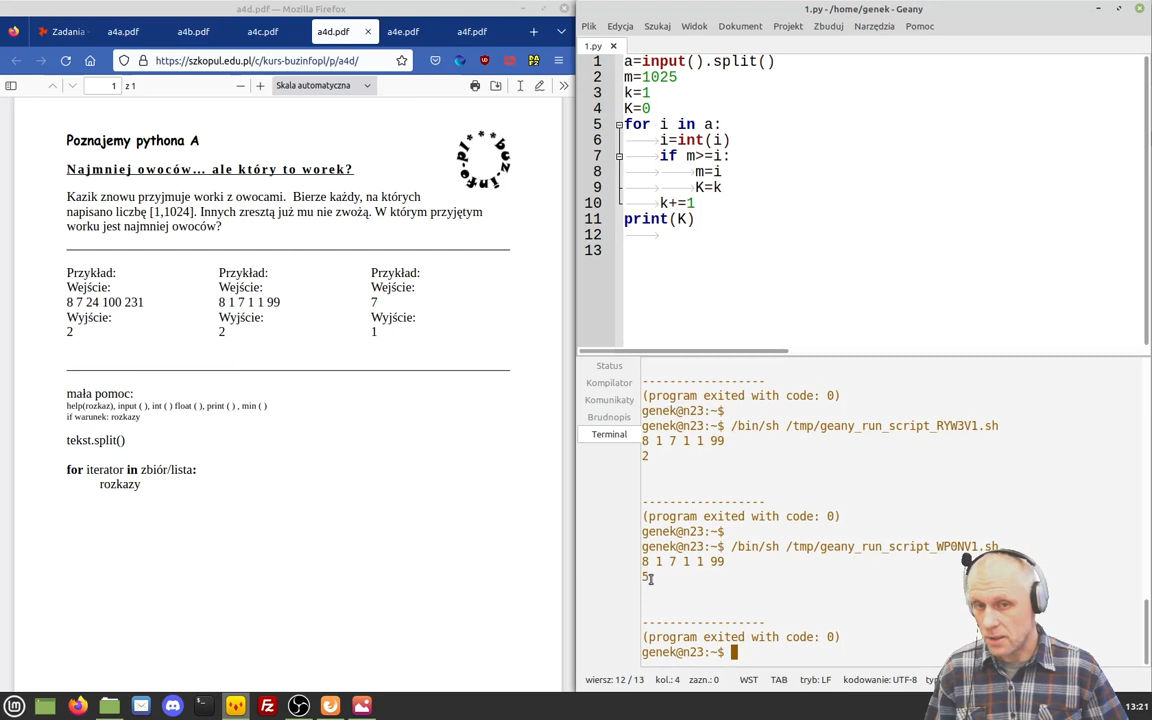 a4d.pdf — Mozilla Firefox
Zadania
a4a.pdf
a4b.pdf
a4c.pdf
a4d.pdf
a4e.pdf
a4f.pdf
https://szkopul.edu.pl/c/kurs-buzinfopl/p/a4d/
1
z 1
Skala automatyczna
Poznajemy pythona A
***buz.info.pl
Najmniej owoców... ale który to worek?
Kazik znowu przyjmuje worki z owocami.  Bierze każdy, na których
napisano liczbę [1,1024]. Innych zresztą już mu nie zwożą. W którym przyjętym
worku jest najmniej owoców?
Przykład:
Wejście:
8 7 24 100 231
Wyjście:
2
Przykład:
Wejście:
8 1 7 1 1 99
Wyjście:
2
Przykład:
Wejście:
7
Wyjście:
1
mała pomoc:
help(rozkaz), input ( ), int ( ) float ( ), print ( ) , min ( )
if warunek: rozkazy
tekst.split()
for iterator in zbiór/lista:
rozkazy
1.py - /home/genek - Geany
Plik Edycja Szukaj Widok Dokument Projekt Zbuduj Narzędzia Pomoc
1.py
1 a=input().split()
2 m=1025
3 k=1
4 K=0
5 for i in a:
6 i=int(i)
7 if m>=i:
8 m=i
9 K=k
10 k+=1
11 print(K)
12
13
Status
Kompilator
Komunikaty
Brudnopis
Terminal
------------------
(program exited with code: 0)
genek@n23:~$
genek@n23:~$ /bin/sh /tmp/geany_run_script_RYW3V1.sh
8 1 7 1 1 99
2
------------------
(program exited with code: 0)
genek@n23:~$
genek@n23:~$ /bin/sh /tmp/geany_run_script_WP0NV1.sh
8 1 7 1 1 99
5
------------------
(program exited with code: 0)
genek@n23:~$
wiersz: 12 / 13 kol.: 4 zazn.: 0 WST TAB tryb: LF kodowanie: UTF-8
13:21